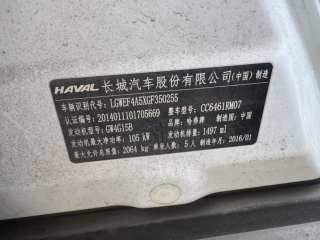 HAVAL 长城汽车股份有限公司(中国)制造
车辆识别代号: LGWEF4A5XGF350255
认证编号: 2014011101705669 整车型号: CC6461RM07
发动机型号: GW4G15B 品牌: 哈弗牌 制造国: 中国
发动机最大净功率: 105 kW 发动机排量: 1497 ml
最大允许总质量: 2064 kg 乘坐人数: 5 人 制造年月: 2016/01